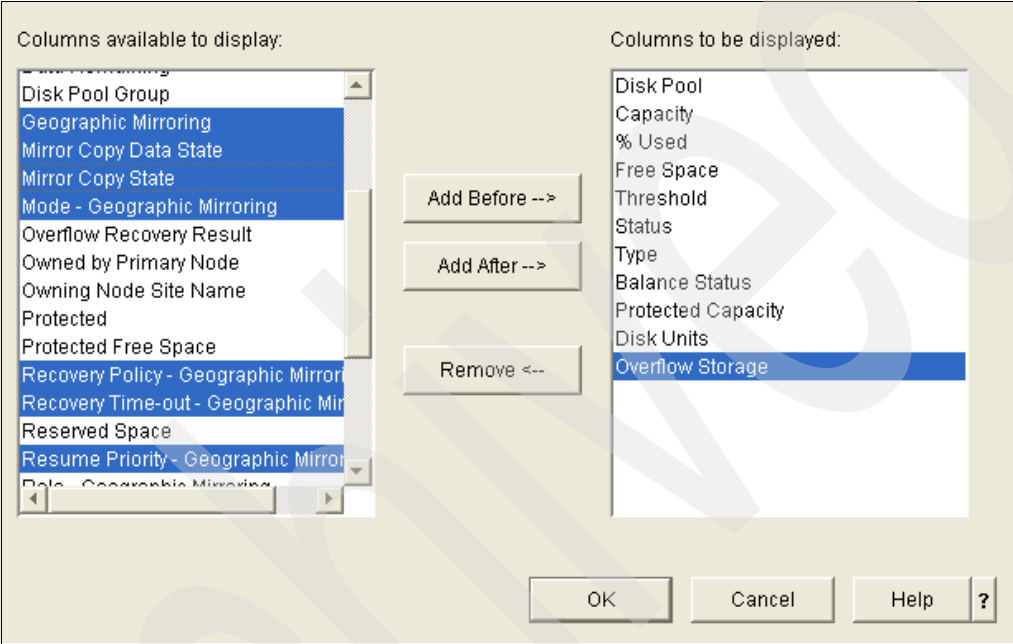 Columns available to display:
Disk Pool Group
Geographic Mirroring
Mirror Copy Data State
Mirror Copy State
Mode - Geographic Mirroring
Overflow Recovery Result
Owned by Primary Node
Owning Node Site Name
Protected
Protected Free Space
Recovery Policy - Geographic Mirrori
Recovery Time-out - Geographic Mir
Reserved Space
Resume Priority - Geographic Mirror
Role - Geographic Mirroring
Add Before -->
Add After -->
Remove <--
Columns to be displayed:
Disk Pool
Capacity
% Used
Free Space
Threshold
Status
Type
Balance Status
Protected Capacity
Disk Units
Overflow Storage
OK
Cancel
Help
?